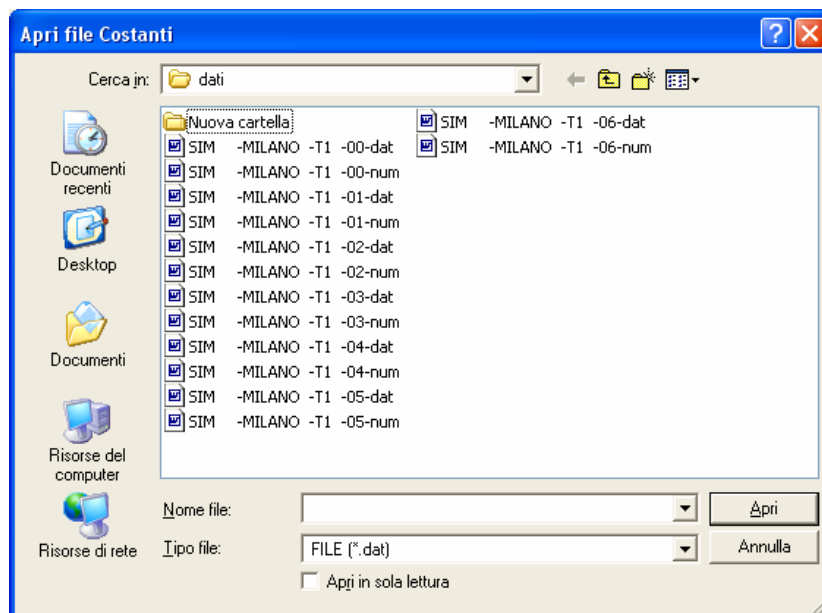 Apri file Costanti
Cerca in: dati
Nuova cartella
SIM -MILANO -T1 -00-dat
SIM -MILANO -T1 -00-num
SIM -MILANO -T1 -01-dat
SIM -MILANO -T1 -01-num
SIM -MILANO -T1 -02-dat
SIM -MILANO -T1 -02-num
SIM -MILANO -T1 -03-dat
SIM -MILANO -T1 -03-num
SIM -MILANO -T1 -04-dat
SIM -MILANO -T1 -04-num
SIM -MILANO -T1 -05-dat
SIM -MILANO -T1 -05-num
SIM -MILANO -T1 -06-dat
SIM -MILANO -T1 -06-num
Documenti
recenti
Desktop
Documenti
Risorse del
computer
Risorse di rete
Nome file:
Apri
Tipo file: FILE (*.dat)
Annulla
Apri in sola lettura